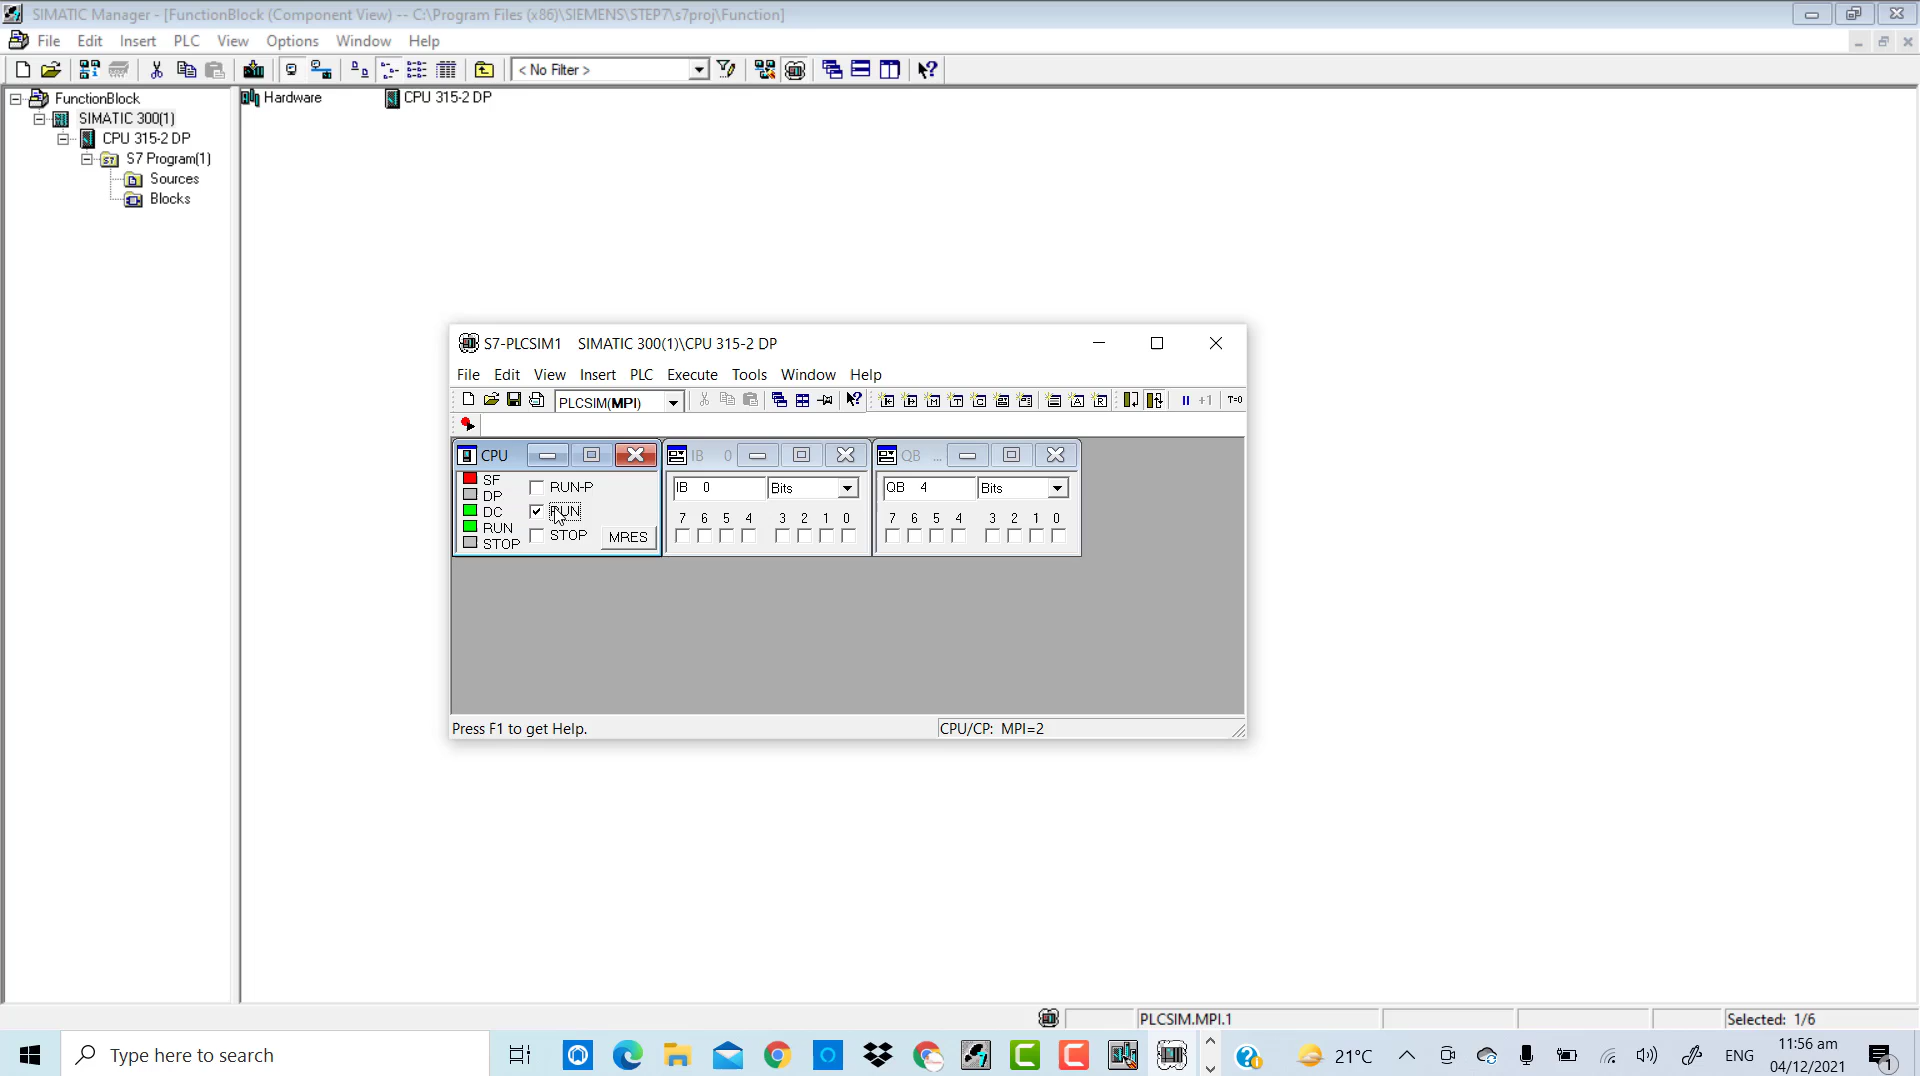 SIMATIC Manager - [FunctionBlock (Component View) -- C:\Program Files (x86)\SIEMENS\STEP7\s7proj\Function]
File Edit Insert PLC View Options Window Help
< No Filter >
FunctionBlock
SIMATIC 300(1)
CPU 315-2 DP
S7 Program(1)
Sources
Blocks
Hardware CPU 315-2 DP
S7-PLCSIM1 SIMATIC 300(1)\CPU 315-2 DP
File Edit View Insert PLC Execute Tools Window Help
PLCSIM(MPI) +1 T=0
CPU
SF
DP
DC
RUN
STOP
RUN-P
RUN
STOP
MRES
IB 0
IB 0 Bits
7 6 5 4 3 2 1 0
QB ...
QB 4 Bits
7 6 5 4 3 2 1 0
Press F1 to get Help. CPU/CP: MPI=2
PLCSIM.MPI.1 Selected: 1/6
Type here to search
21°C ENG 11:56 am
04/12/2021
1